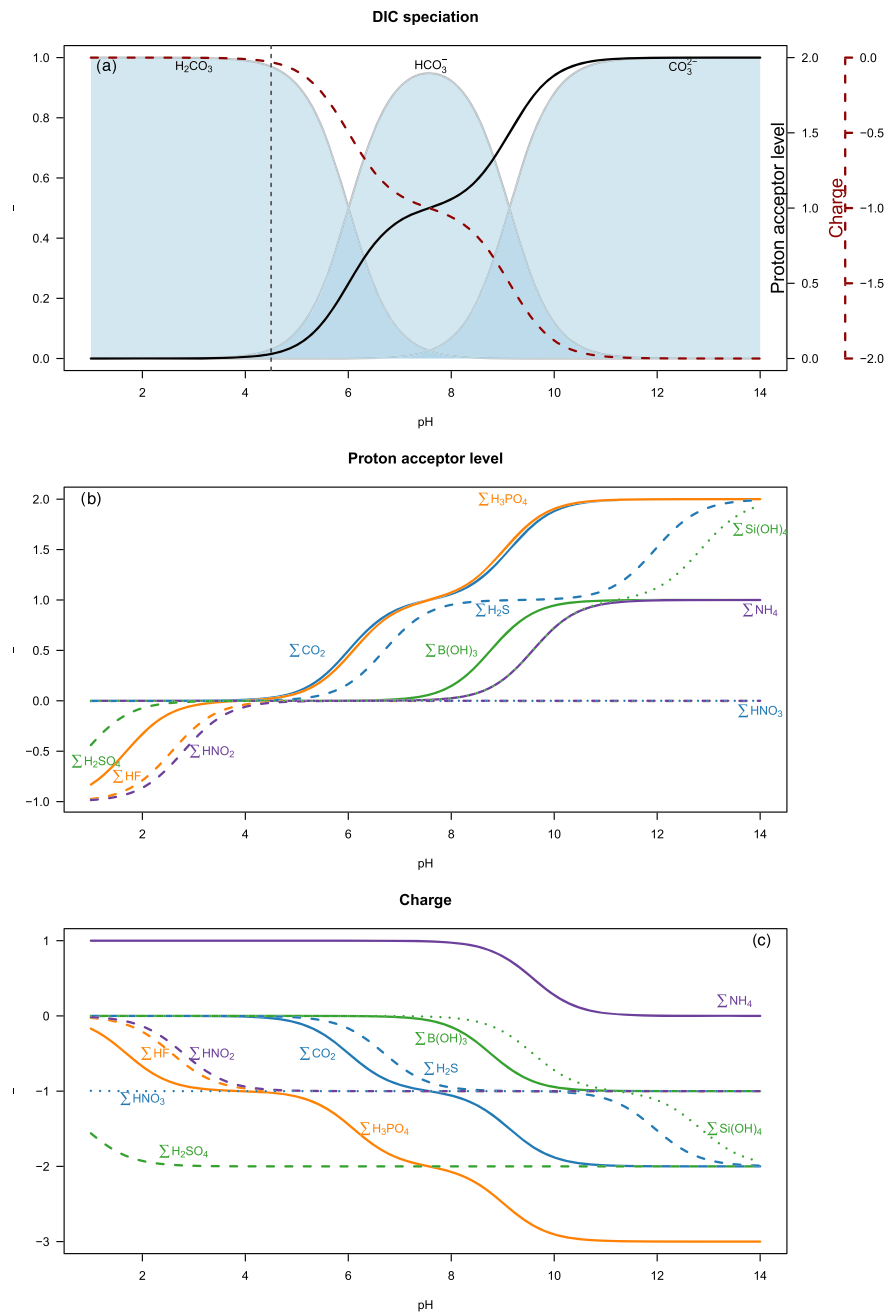 DIC speciation
(a)
H₂CO₃
HCO₃⁻
CO₃²⁻
1.0
0.8
0.6
0.4
0.2
0.0
2.0
1.5
1.0
0.5
0.0
Proton acceptor level
0.0
−0.5
−1.0
−1.5
−2.0
Charge
2 4 6 8 10 12 14
pH
Proton acceptor level
(b)
2.0
1.5
1.0
0.5
0.0
−0.5
−1.0
∑H₃PO₄
∑Si(OH)₄
∑H₂S
∑NH₄
∑CO₂
∑B(OH)₃
∑HNO₃
∑HNO₂
∑H₂SO₄
∑HF
2 4 6 8 10 12 14
pH
Charge
(c)
1
0
−1
−2
−3
∑NH₄
∑B(OH)₃
∑HF
∑HNO₂
∑CO₂
∑H₂S
∑HNO₃
∑H₃PO₄
∑Si(OH)₄
∑H₂SO₄
2 4 6 8 10 12 14
pH